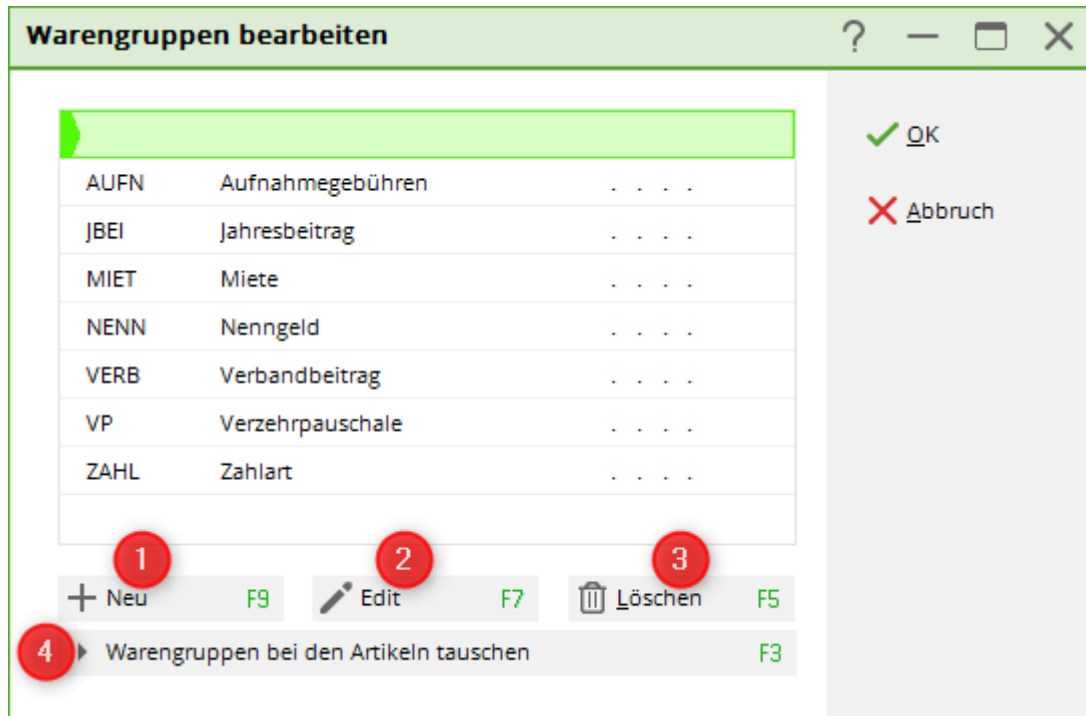 Warengruppen bearbeiten ?
OK
AUFN Aufnahmegebühren . . . .
JBEI Jahresbeitrag . . . .
Abbruch
MIET Miete . . . .
NENN Nenngeld . . . .
VERB Verbandbeitrag . . . .
VP Verzehrpauschale . . . .
ZAHL Zahlart . . . .
1 2 3
Neu F9 Edit F7 Löschen F5
4 Warengruppen bei den Artikeln tauschen F3